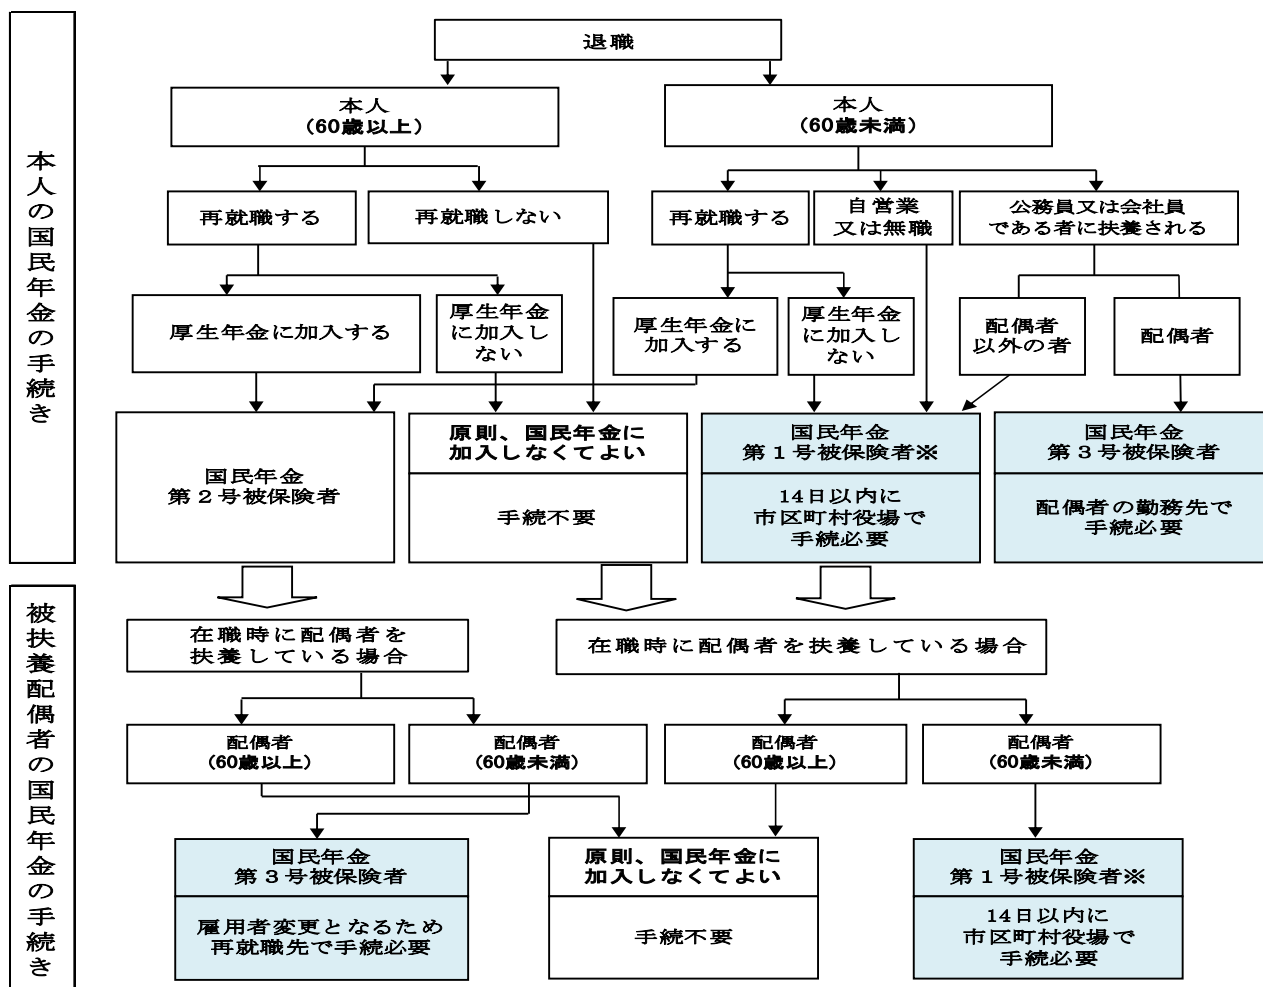 退職
本人
（60歳以上）
本人
（60歳未満）
本人の国民年金の手続き
再就職する
再就職しない
再就職する
自営業
又は無職
公務員又は会社員
である者に扶養される
厚生年金に加入する
厚生年金
に加入し
ない
厚生年金に
加入する
厚生年金
に加入し
ない
配偶者
以外の者
配偶者
国民年金
第２号被保険者
原則、国民年金に
加入しなくてよい
手続不要
国民年金
第１号被保険者※
14日以内に
市区町村役場で
手続必要
国民年金
第３号被保険者
配偶者の勤務先で
手続必要
被扶養配偶者の国民年金の手続き
在職時に配偶者を
扶養している場合
在職時に配偶者を扶養している場合
配偶者
（60歳以上）
配偶者
（60歳未満）
配偶者
（60歳以上）
配偶者
（60歳未満）
国民年金
第３号被保険者
雇用者変更となるため
再就職先で手続必要
原則、国民年金に
加入しなくてよい
手続不要
国民年金
第１号被保険者※
14日以内に
市区町村役場で
手続必要